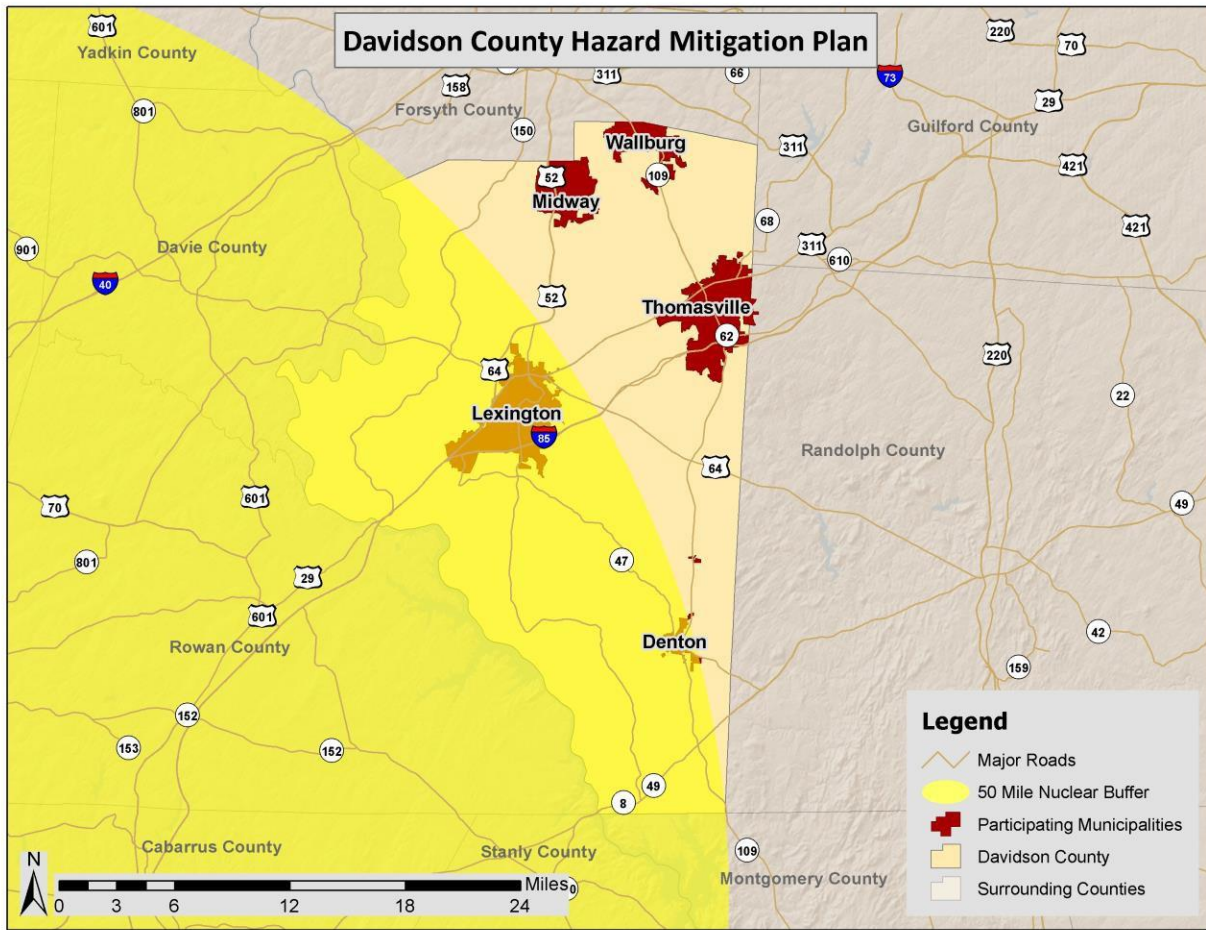 Davidson County Hazard Mitigation Plan
601
Yadkin County
220
70
311
66
73
158
29
801
Forsyth County
Guilford County
150
Wallburg
311
421
52
109
Midway
68
421
901
Davie County
311
610
40
52
Thomasville
62
220
64
22
Lexington
85
Randolph County
64
601
70
49
47
801
29
601
Denton
42
Rowan County
159
152
153
152
49
8
Cabarrus County
Stanly County
109
Montgomery County
N
Miles
0 3 6 12 18 24
Legend
Major Roads
50 Mile Nuclear Buffer
Participating Municipalities
Davidson County
Surrounding Counties